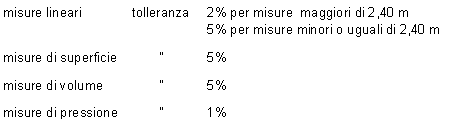 misure lineari tolleranza 2% per misure maggiori di 2,40 m
5% per misure minori o uguali di 2,40 m
misure di superficie " 5%
misure di volume " 5%
misure di pressione " 1%